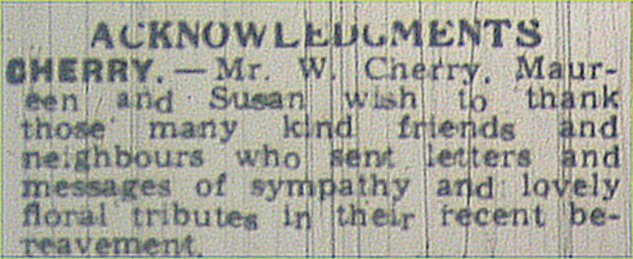 ACKNOWLEDGMENTS
CHERRY.—Mr. W. Cherry, Maur-
een and Susan wish to thank
those many kind friends and
neighbours who sent letters and
messages of sympathy and lovely
floral tributes in their recent be-
reavement.